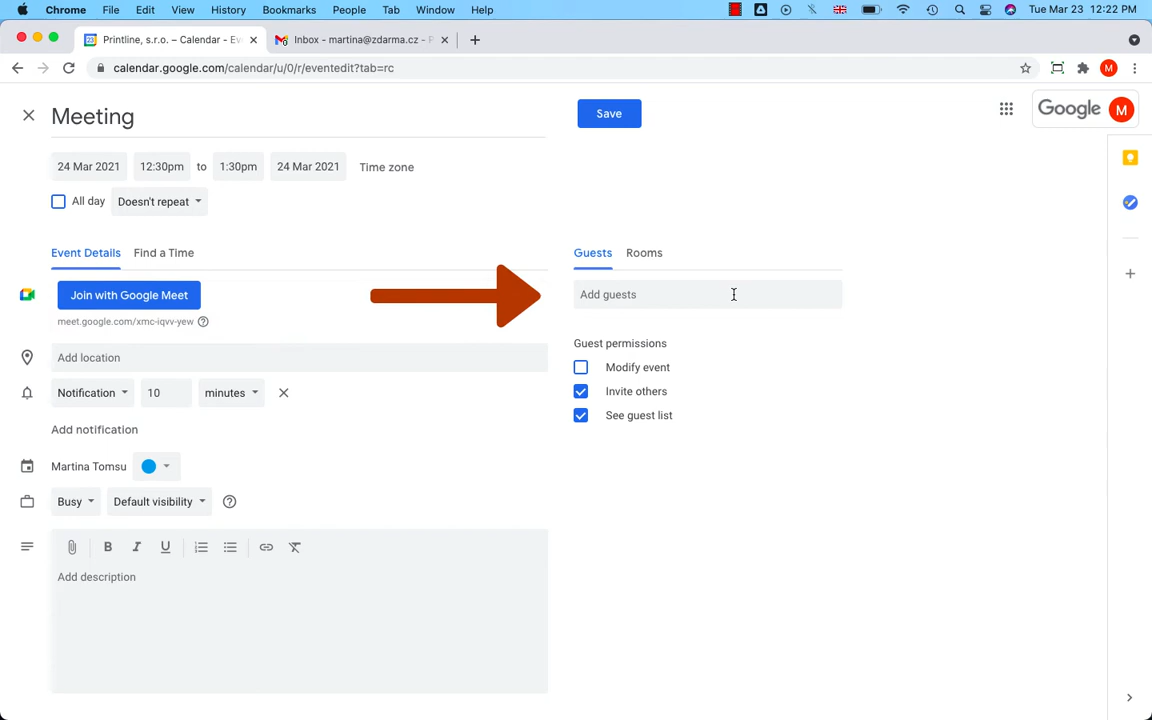 Chrome File Edit View History Bookmarks People Tab Window Help Tue Mar 23 12:22 PM
Printline, s.r.o. – Calendar - Eve Inbox - martina@zdarma.cz - P
calendar.google.com/calendar/u/0/r/eventedit?tab=rc M
Meeting Save Google M
24 Mar 2021 12:30pm to 1:30pm 24 Mar 2021 Time zone
All day Doesn't repeat
Event Details Find a Time Guests Rooms
Join with Google Meet Add guests
meet.google.com/xmc-iqvv-yew
Guest permissions
Add location Modify event
Notification 10 minutes Invite others
See guest list
Add notification
Martina Tomsu
Busy Default visibility
B I U
Add description